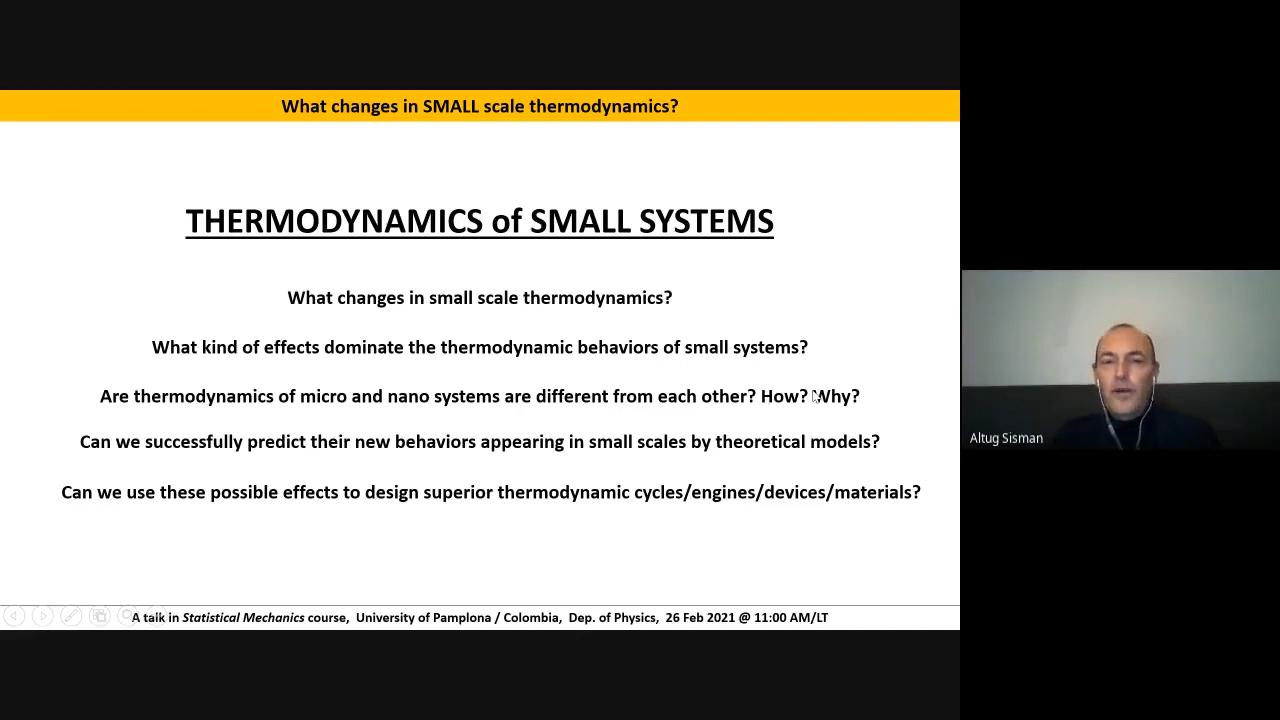 What changes in SMALL scale thermodynamics?
THERMODYNAMICS of SMALL SYSTEMS
What changes in small scale thermodynamics?
What kind of effects dominate the thermodynamic behaviors of small systems?
Are thermodynamics of micro and nano systems are different from each other? How? Why?
Can we successfully predict their new behaviors appearing in small scales by theoretical models?
Can we use these possible effects to design superior thermodynamic cycles/engines/devices/materials?
Altug Sisman
A talk in Statistical Mechanics course, University of Pamplona / Colombia, Dep. of Physics, 26 Feb 2021 @ 11:00 AM/LT